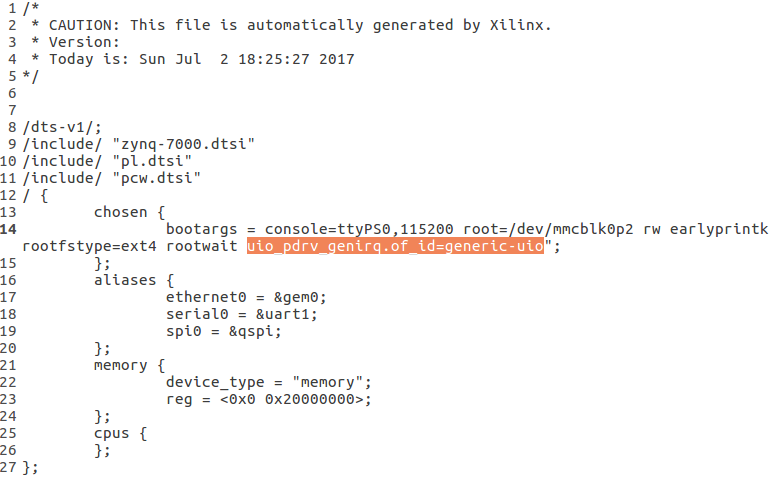 1 /*
2  * CAUTION: This file is automatically generated by Xilinx.
3  * Version:
4  * Today is: Sun Jul  2 18:25:27 2017
5 */
6
7
8 /dts-v1/;
9 /include/ "zynq-7000.dtsi"
10 /include/ "pl.dtsi"
11 /include/ "pcw.dtsi"
12 / {
13         chosen {
14                 bootargs = console=ttyPS0,115200 root=/dev/mmcblk0p2 rw earlyprintk
rootfstype=ext4 rootwait uio_pdrv_genirq.of_id=generic-uio";
15         };
16         aliases {
17                 ethernet0 = &gem0;
18                 serial0 = &uart1;
19                 spi0 = &qspi;
20         };
21         memory {
22                 device_type = "memory";
23                 reg = <0x0 0x20000000>;
24         };
25         cpus {
26         };
27 };